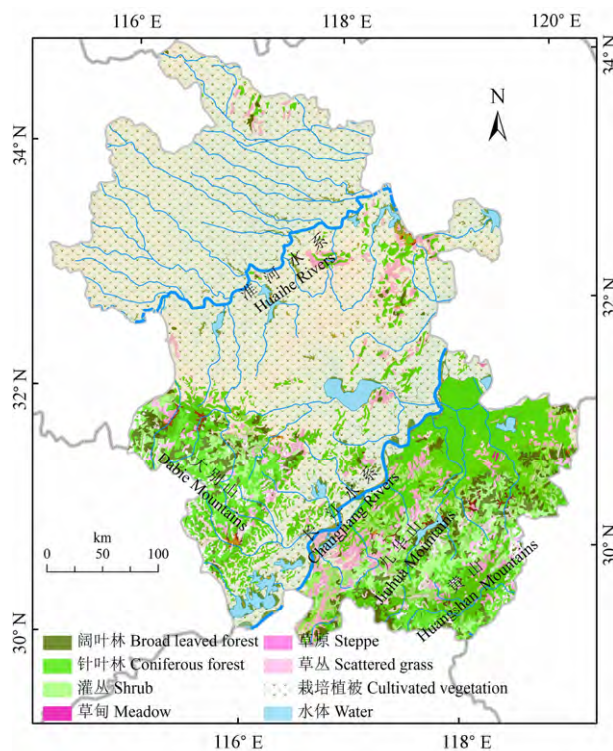 116° E 118° E 120° E
34° N
N
34° N
淮河水系
Huaihe Rivers
32° N
32° N
大别山
Dabie Mountains
长江水系
Changjiang Rivers
九华山
Jiuhua Mountains
黄山
Huangshan Mountains
km
0 50 100
30° N
30° N
阔叶林 Broad leaved forest
针叶林 Coniferous forest
灌丛 Shrub
草甸 Meadow
草原 Steppe
草丛 Scattered grass
栽培植被 Cultivated vegetation
水体 Water
116° E 118° E